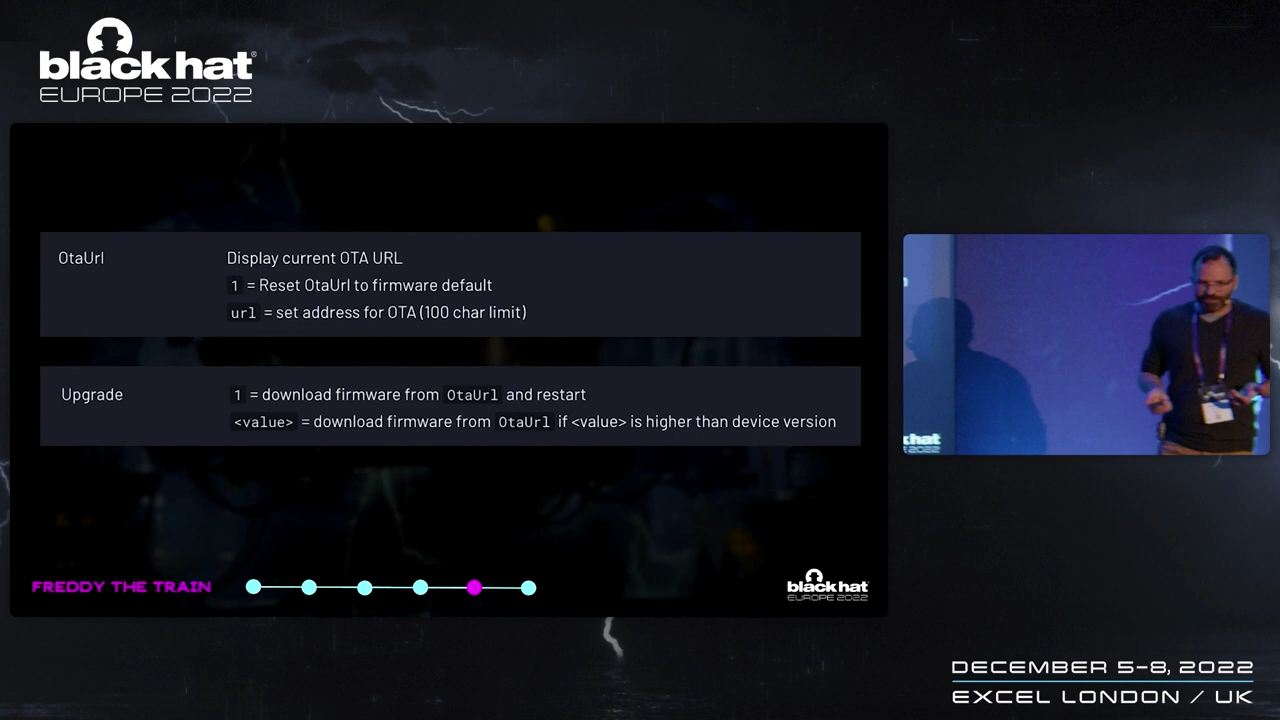 black hat®
EUROPE 2022
OtaUrl
Display current OTA URL
1 = Reset OtaUrl to firmware default
url = set address for OTA (100 char limit)
Upgrade
1 = download firmware from OtaUrl and restart
<value> = download firmware from OtaUrl if <value> is higher than device version
FREDDY THE TRAIN
black hat
EUROPE 2022
DECEMBER 5-8, 2022
EXCEL LONDON / UK